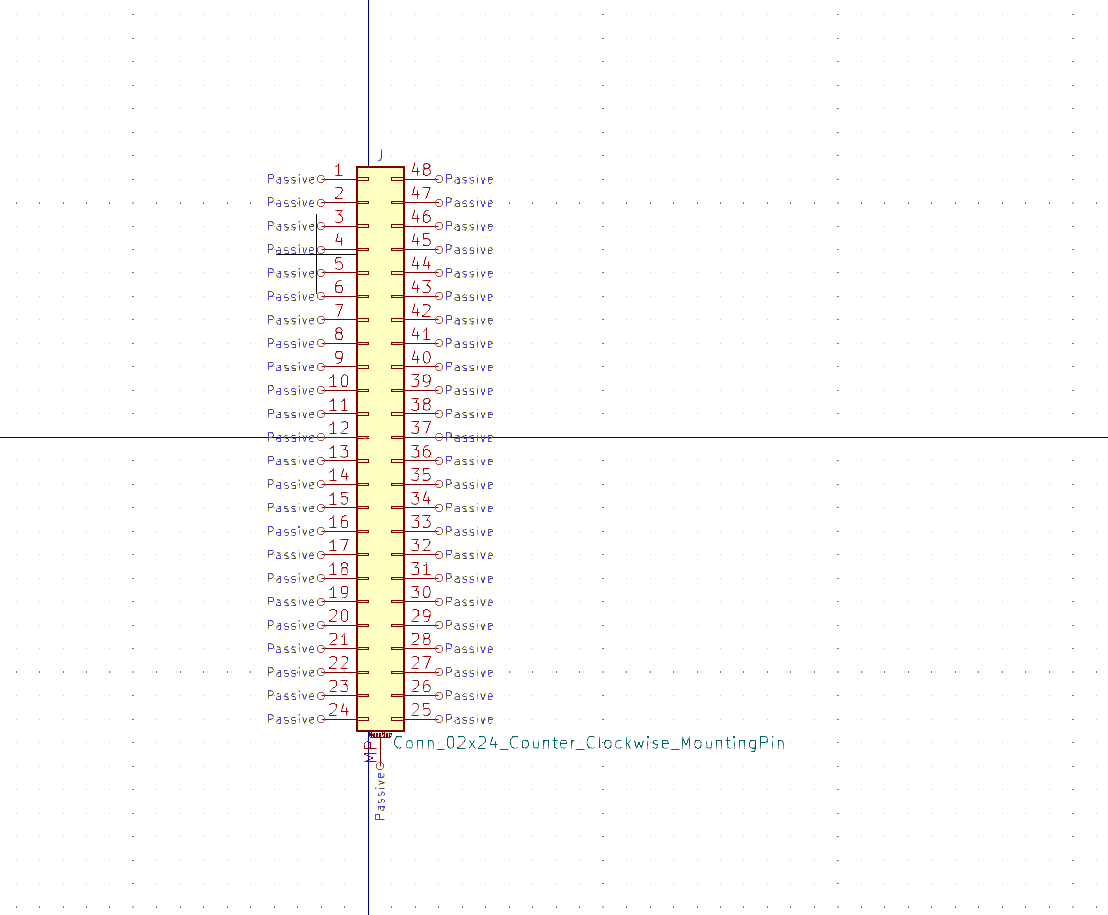 J
Passive 1 48 Passive
Passive 2 47 Passive
Passive 3 46 Passive
Passive 4 45 Passive
Passive 5 44 Passive
Passive 6 43 Passive
Passive 7 42 Passive
Passive 8 41 Passive
Passive 9 40 Passive
Passive 10 39 Passive
Passive 11 38 Passive
Passive 12 37 Passive
Passive 13 36 Passive
Passive 14 35 Passive
Passive 15 34 Passive
Passive 16 33 Passive
Passive 17 32 Passive
Passive 18 31 Passive
Passive 19 30 Passive
Passive 20 29 Passive
Passive 21 28 Passive
Passive 22 27 Passive
Passive 23 26 Passive
Passive 24 25 Passive
Conn_02x24_Counter_Clockwise_MountingPin
MP
Passive